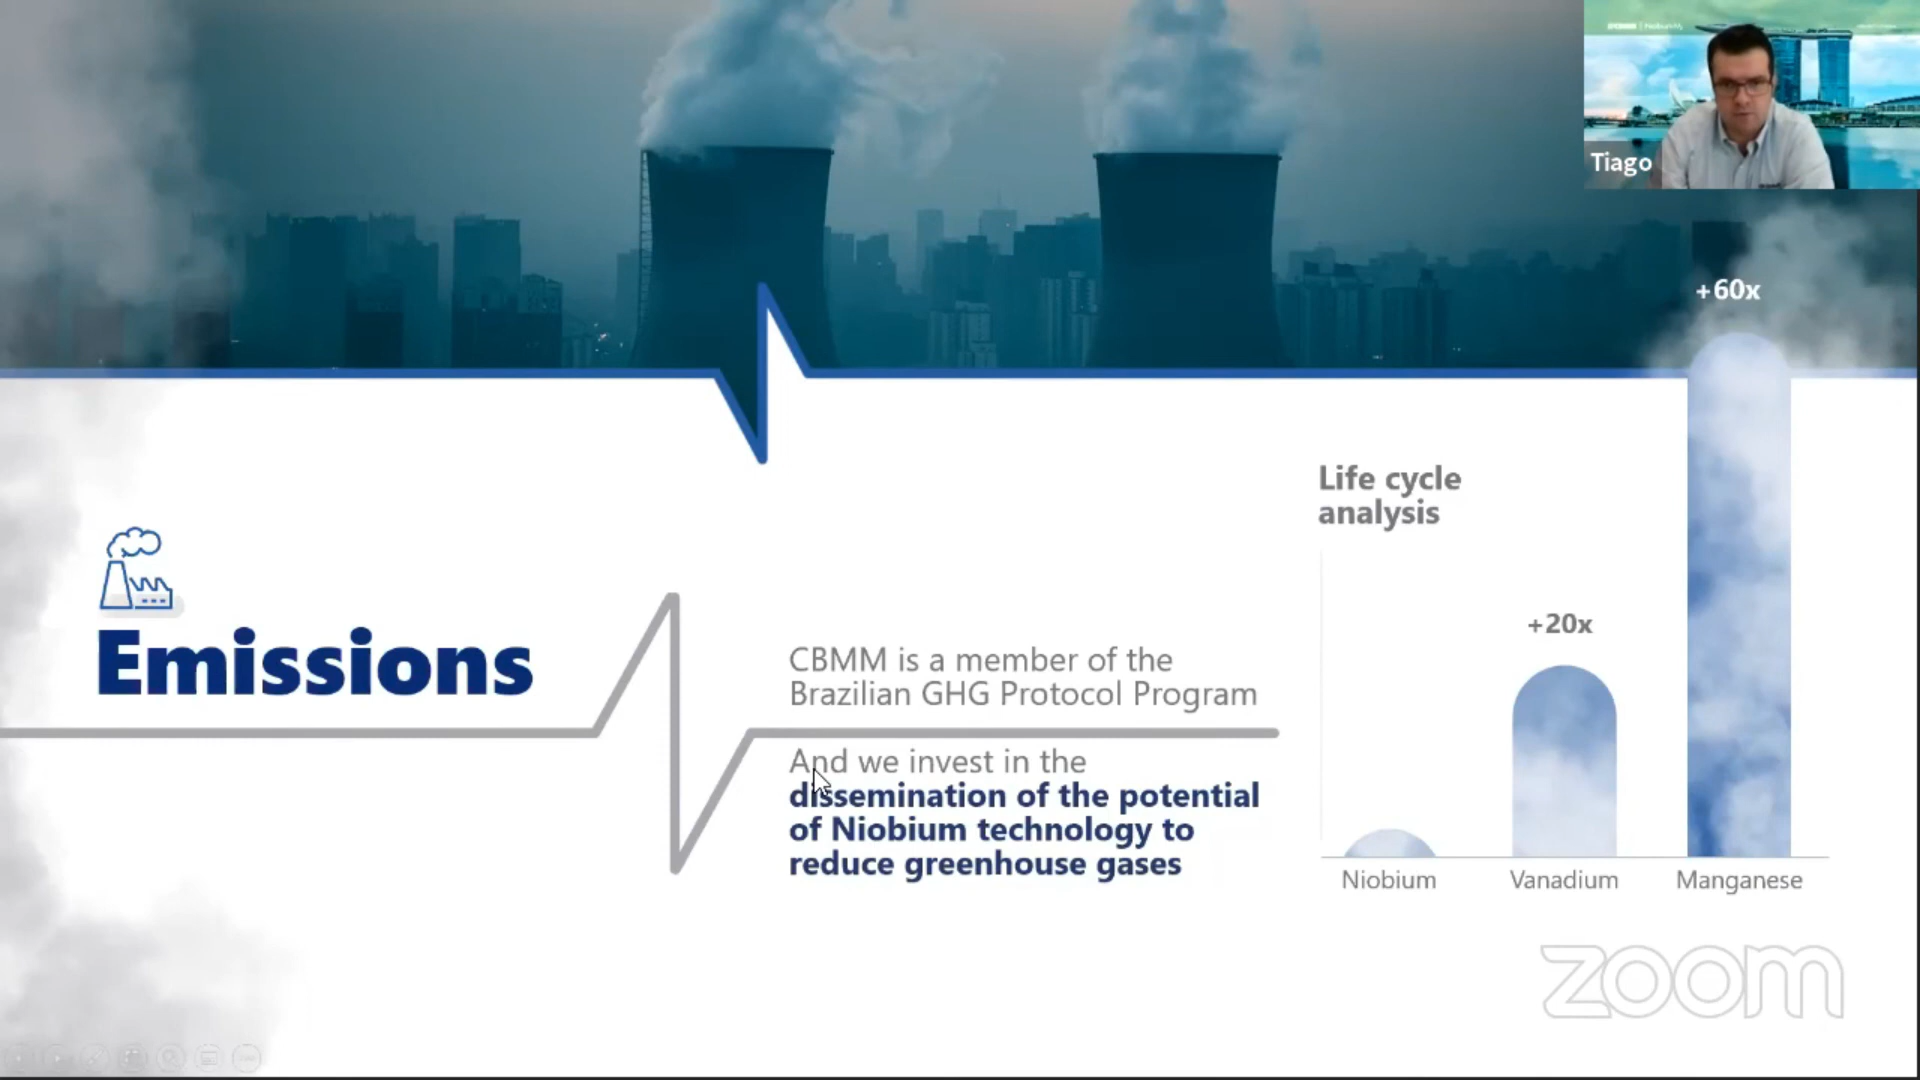 Tiago
+60x
Life cycle
analysis
+20x
Emissions
CBMM is a member of the
Brazilian GHG Protocol Program
And we invest in the
dissemination of the potential
of Niobium technology to
reduce greenhouse gases
Niobium
Vanadium
Manganese
zoom